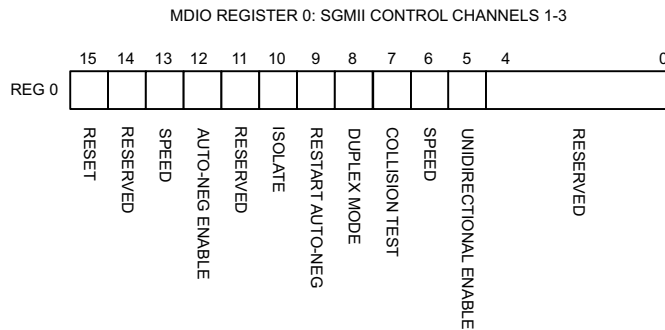 MDIO REGISTER 0: SGMII CONTROL CHANNELS 1-3
15 14 13 12 11 10 9 8 7 6 5 4 0
REG 0
RESET
RESERVED
SPEED
AUTO-NEG ENABLE
RESERVED
ISOLATE
RESTART AUTO-NEG
DUPLEX MODE
COLLISION TEST
SPEED
UNIDIRECTIONAL ENABLE
RESERVED